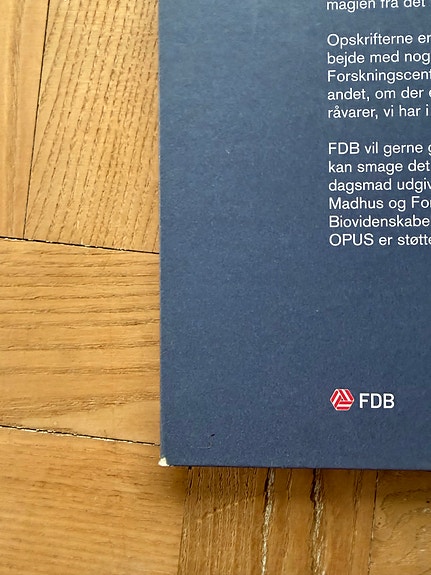 magien fra det
Opskrifterne er
bejde med nog
Forskningscent
andet, om der e
råvarer, vi har i
FDB vil gerne g
kan smage det
dagsmad udgiv
Madhus og For
Biovidenskabe
OPUS er støtte
FDB